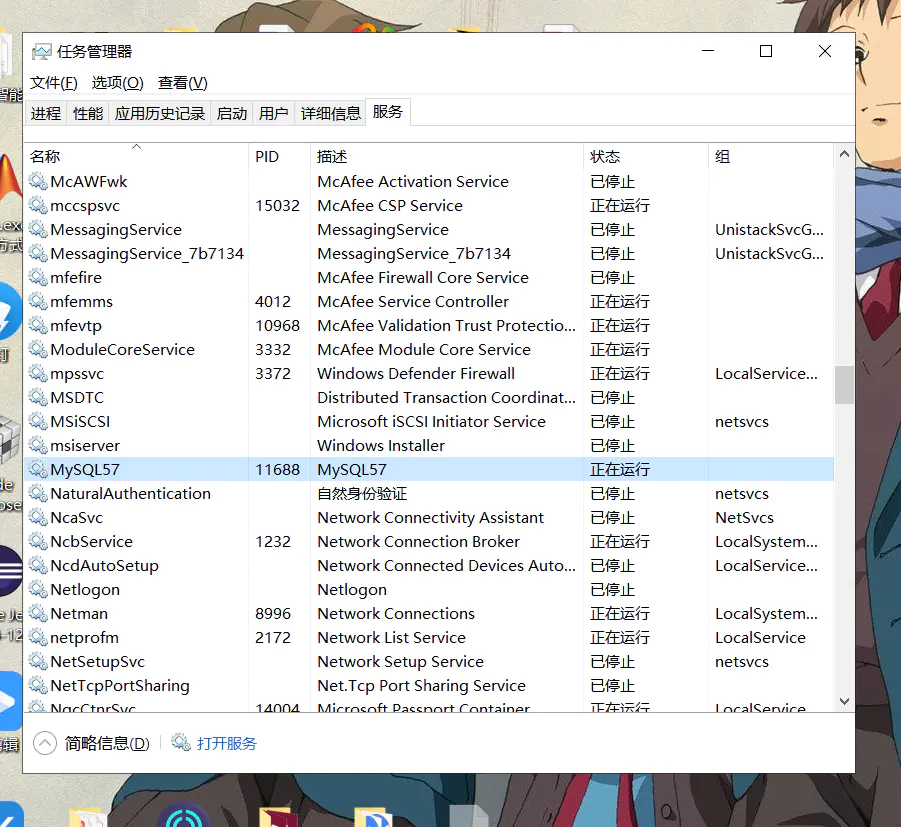 任务管理器
文件(F) 选项(O) 查看(V)
进程 性能 应用历史记录 启动 用户 详细信息 服务
名称 PID 描述 状态 组
McAWFwk McAfee Activation Service 已停止
mccspsvc 15032 McAfee CSP Service 正在运行
MessagingService MessagingService 已停止 UnistackSvcG...
MessagingService_7b7134 MessagingService_7b7134 已停止 UnistackSvcG...
mfefire McAfee Firewall Core Service 已停止
mfemms 4012 McAfee Service Controller 正在运行
mfevtp 10968 McAfee Validation Trust Protectio... 正在运行
ModuleCoreService 3332 McAfee Module Core Service 正在运行
mpssvc 3372 Windows Defender Firewall 正在运行 LocalService...
MSDTC Distributed Transaction Coordinat... 已停止
MSiSCSI Microsoft iSCSI Initiator Service 已停止 netsvcs
msiserver Windows Installer 已停止
MySQL57 11688 MySQL57 正在运行
NaturalAuthentication 自然身份验证 已停止 netsvcs
NcaSvc Network Connectivity Assistant 已停止 NetSvcs
NcbService 1232 Network Connection Broker 正在运行 LocalSystem...
NcdAutoSetup Network Connected Devices Auto... 已停止 LocalService...
Netlogon Netlogon 已停止
Netman 8996 Network Connections 正在运行 LocalSystem...
netprofm 2172 Network List Service 正在运行 LocalService
NetSetupSvc Network Setup Service 已停止 netsvcs
NetTcpPortSharing Net.Tcp Port Sharing Service 已停止
NgcCtnrSvc 14004 Microsoft Passport Container 正在运行 LocalService
简略信息(D) 打开服务